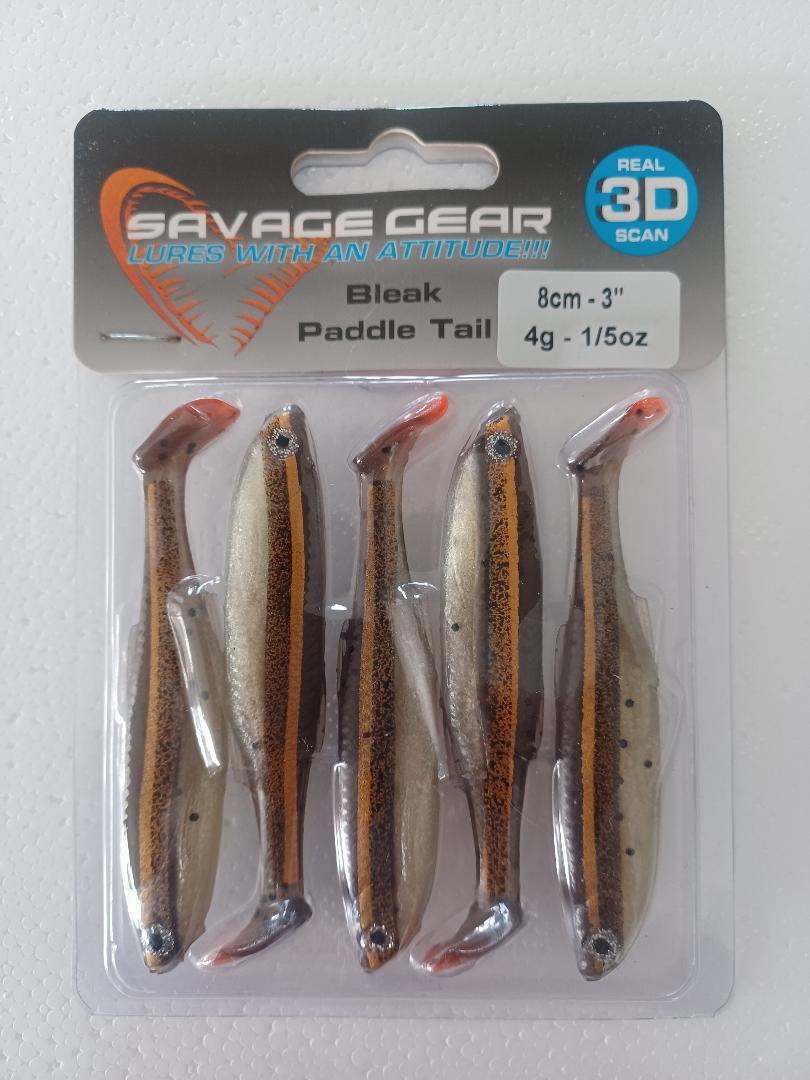 REAL
3D
SCAN
SAVAGE GEAR
LURES WITH AN ATTITUDE!!!
Bleak
Paddle Tail
8cm - 3"
4g - 1/5oz